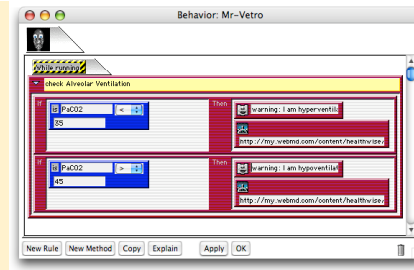 Behavior: Mr-Vetro
While running
check Alveolar Ventilation
If
PaCO2 <
35
Then
warning: I am hyperventila
http://my.webmd.com/content/healthwise/
If
PaCO2 >
45
Then
warning: I am hypoventilat
http://my.webmd.com/content/healthwise/
New Rule New Method Copy Explain Apply OK